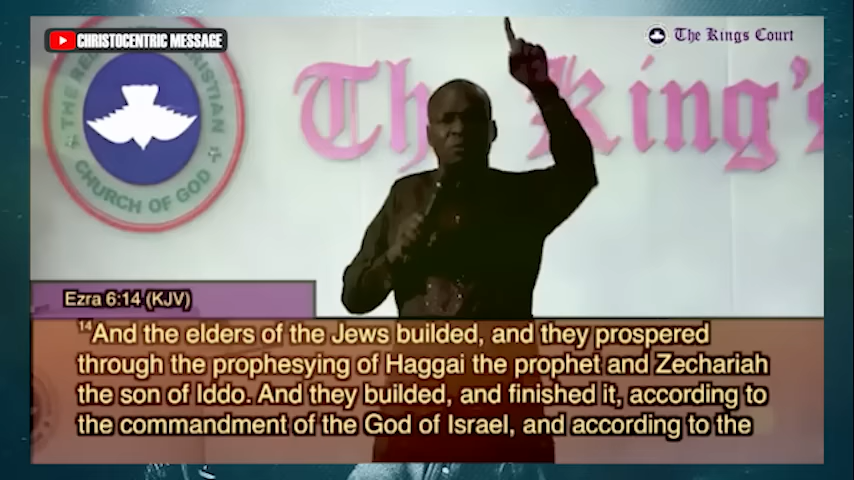 CHRISTOCENTRIC MESSAGE
The Kings Court
THE REDEEMED CHRISTIAN
CHURCH OF GOD
The King's
Ezra 6:14 (KJV)
14And the elders of the Jews builded, and they prospered
through the prophesying of Haggai the prophet and Zechariah
the son of Iddo. And they builded, and finished it, according to
the commandment of the God of Israel, and according to the